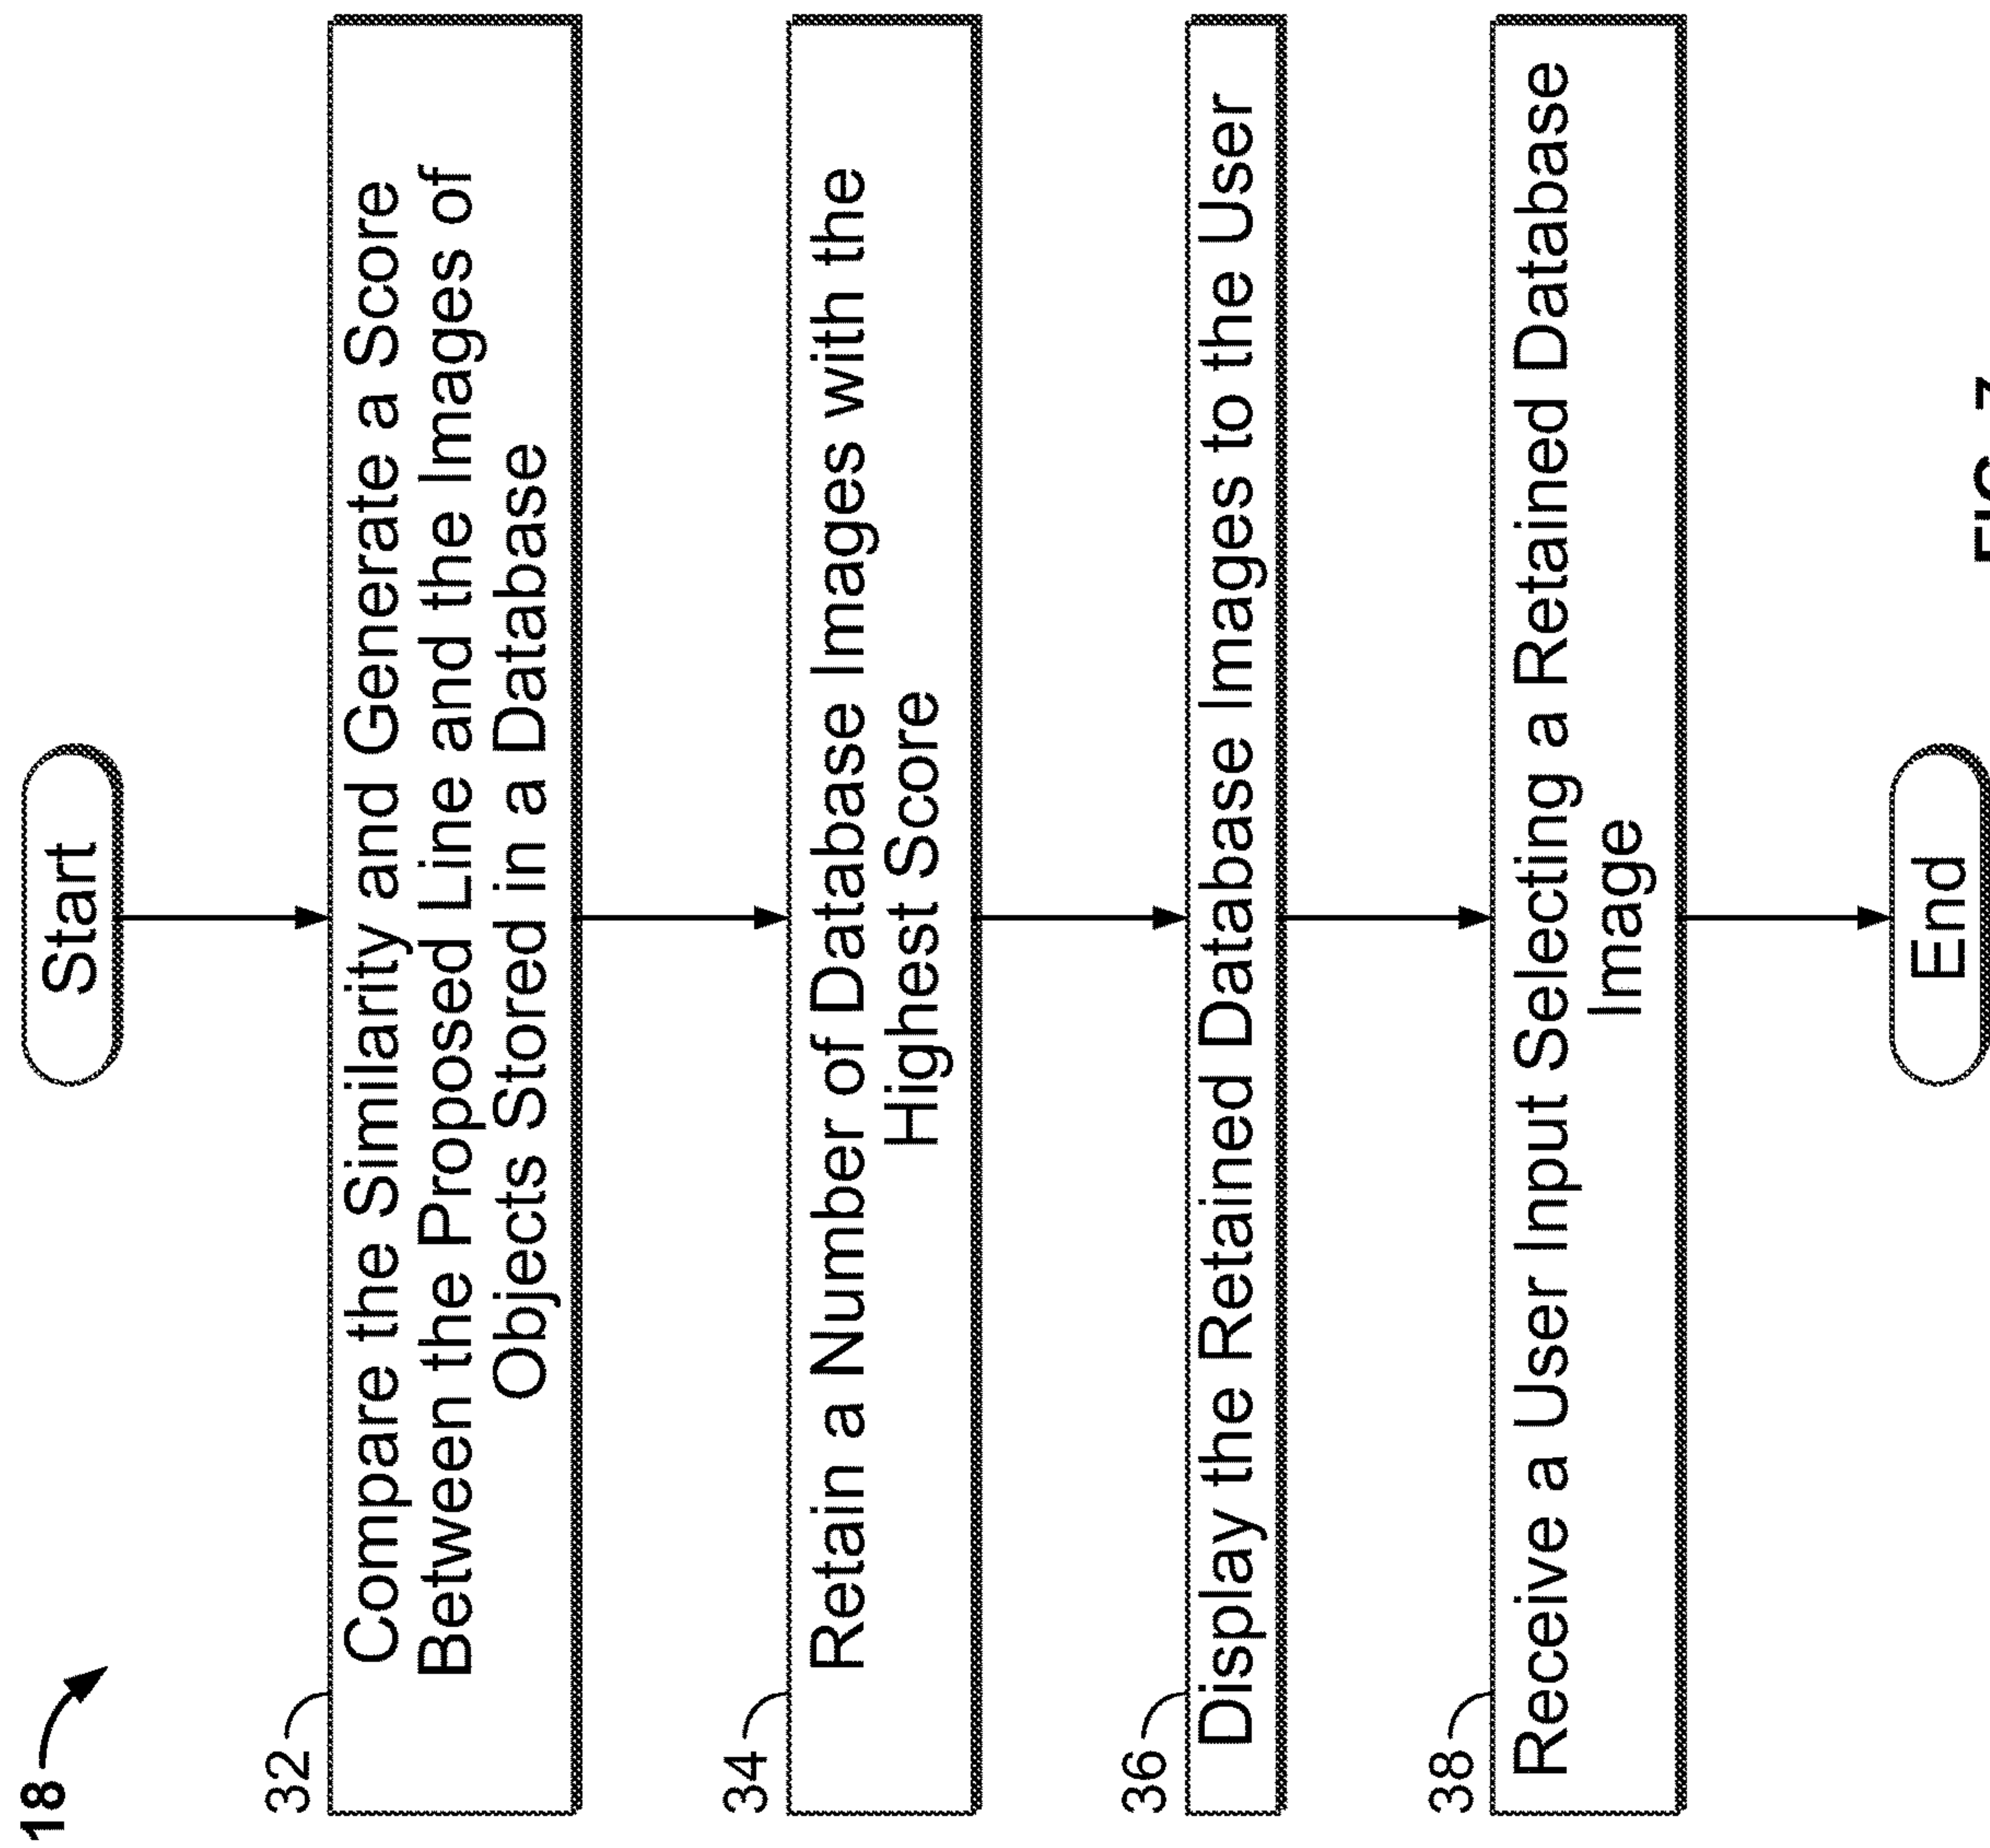 18
Start
32
Compare the Similarity and Generate a Score
Between the Proposed Line and the Images of
Objects Stored in a Database
34
Retain a Number of Database Images with the
Highest Score
36
Display the Retained Database Images to the User
38
Receive a User Input Selecting a Retained Database
Image
End